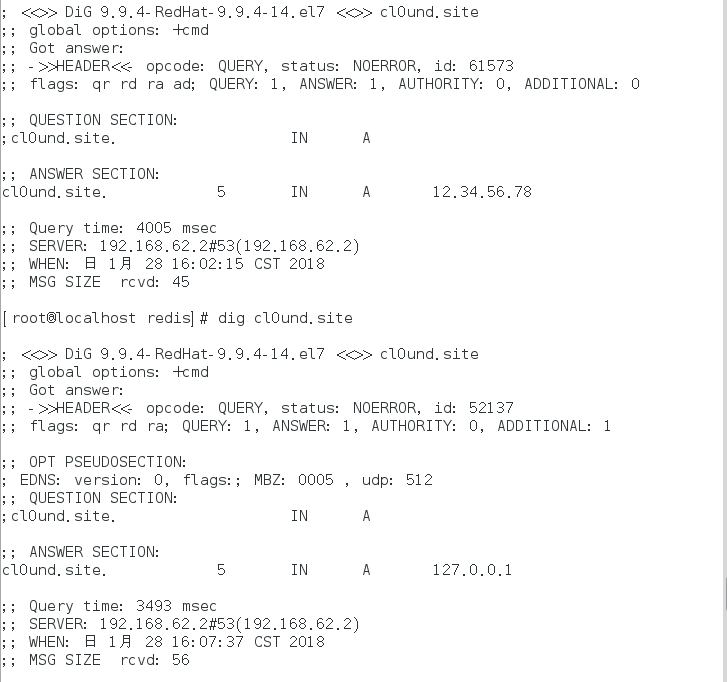 ; <<>> DiG 9.9.4-RedHat-9.9.4-14.el7 <<>> cl0und.site
;; global options: +cmd
;; Got answer:
;; ->>HEADER<<- opcode: QUERY, status: NOERROR, id: 61573
;; flags: qr rd ra ad; QUERY: 1, ANSWER: 1, AUTHORITY: 0, ADDITIONAL: 0
;; QUESTION SECTION:
;cl0und.site. IN A
;; ANSWER SECTION:
cl0und.site. 5 IN A 12.34.56.78
;; Query time: 4005 msec
;; SERVER: 192.168.62.2#53(192.168.62.2)
;; WHEN: 日 1月 28 16:02:15 CST 2018
;; MSG SIZE rcvd: 45
[root@localhost redis]# dig cl0und.site
; <<>> DiG 9.9.4-RedHat-9.9.4-14.el7 <<>> cl0und.site
;; global options: +cmd
;; Got answer:
;; ->>HEADER<<- opcode: QUERY, status: NOERROR, id: 52137
;; flags: qr rd ra; QUERY: 1, ANSWER: 1, AUTHORITY: 0, ADDITIONAL: 1
;; OPT PSEUDOSECTION:
; EDNS: version: 0, flags:; MBZ: 0005 , udp: 512
;; QUESTION SECTION:
;cl0und.site. IN A
;; ANSWER SECTION:
cl0und.site. 5 IN A 127.0.0.1
;; Query time: 3493 msec
;; SERVER: 192.168.62.2#53(192.168.62.2)
;; WHEN: 日 1月 28 16:07:37 CST 2018
;; MSG SIZE rcvd: 56